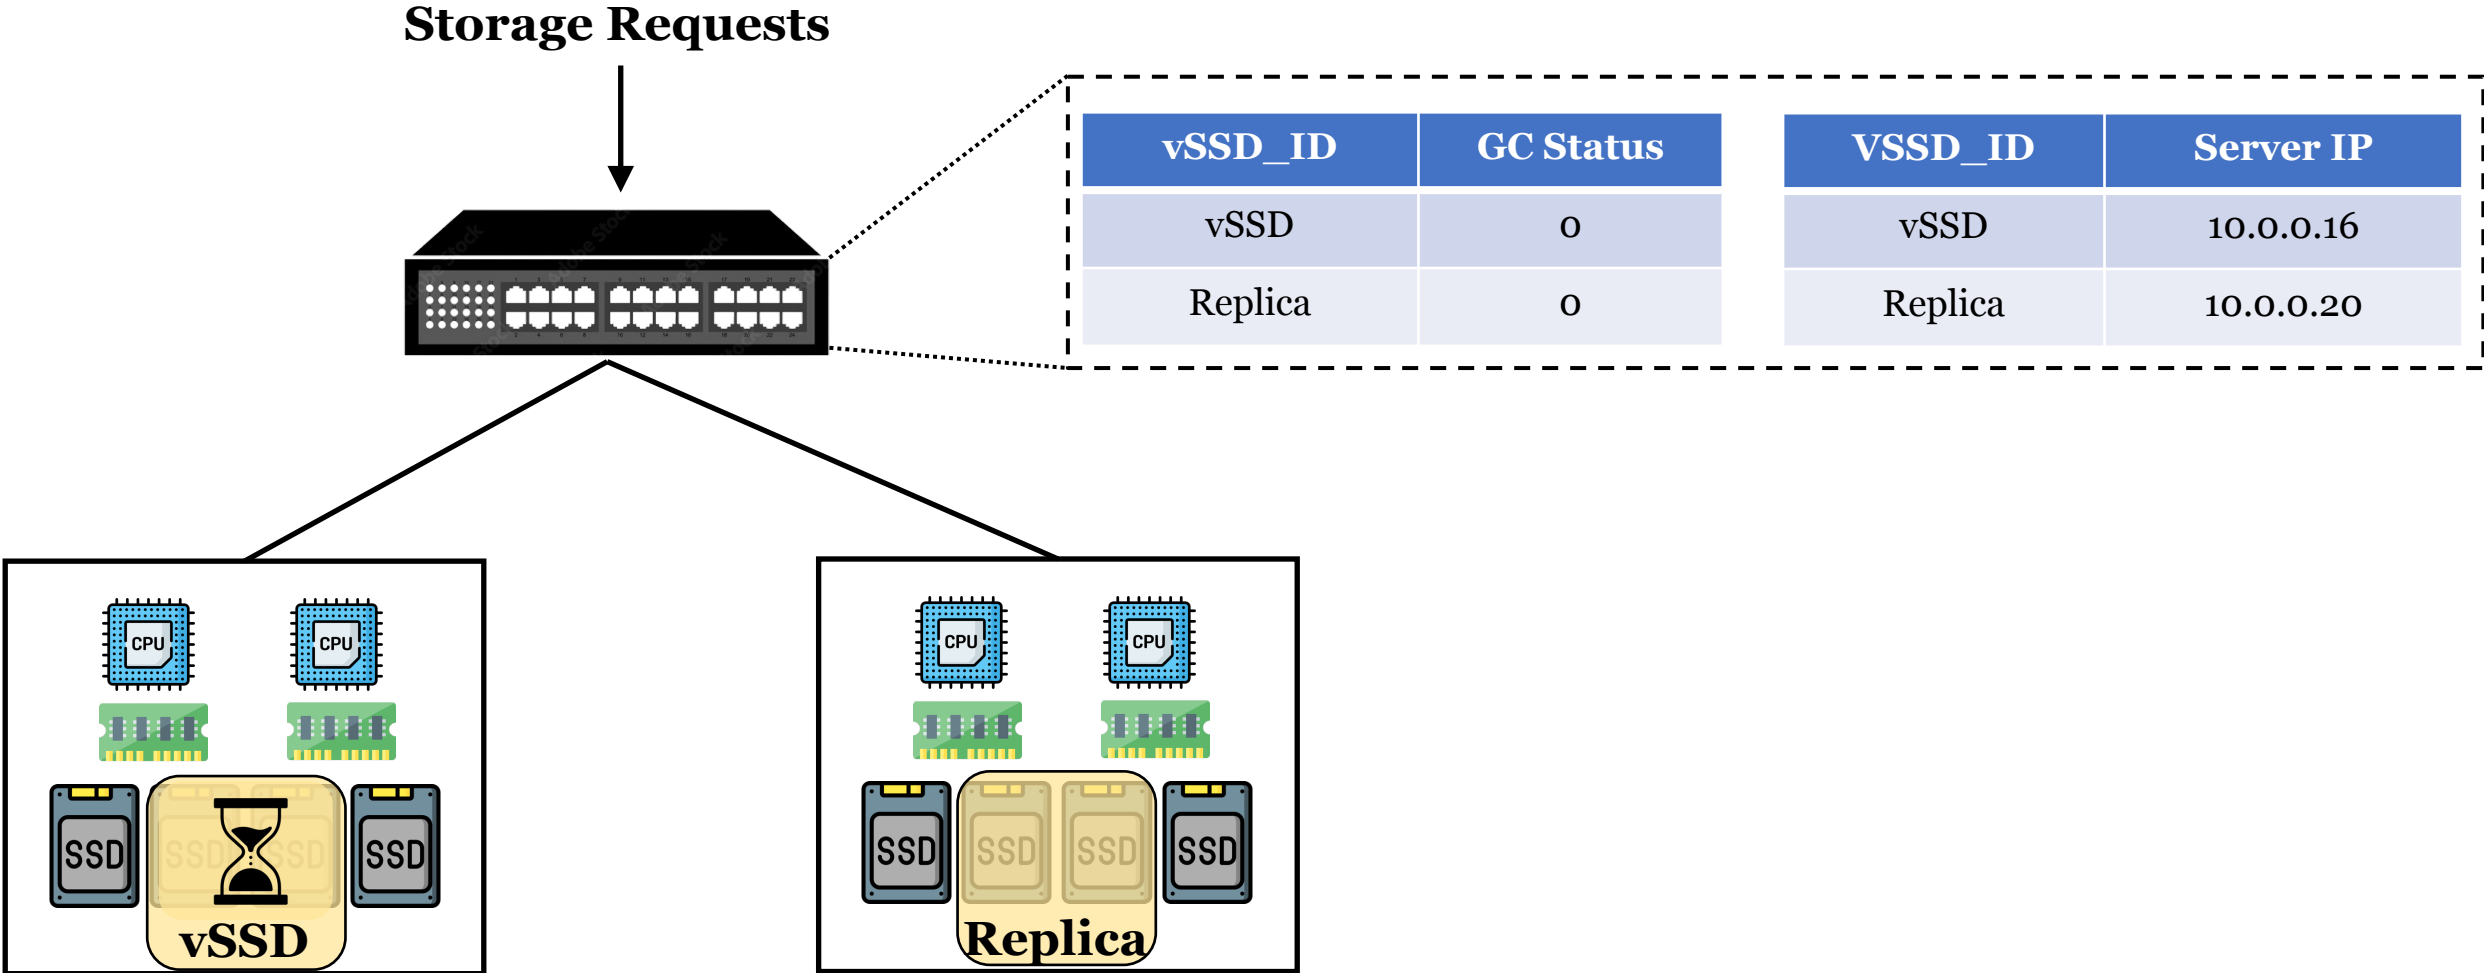 Storage Requests
vSSD_ID GC Status
vSSD 0
Replica 0
VSSD_ID Server IP
vSSD 10.0.0.16
Replica 10.0.0.20
CPU CPU
SSD SSD SSD SSD
vSSD
CPU CPU
SSD SSD SSD SSD
Replica